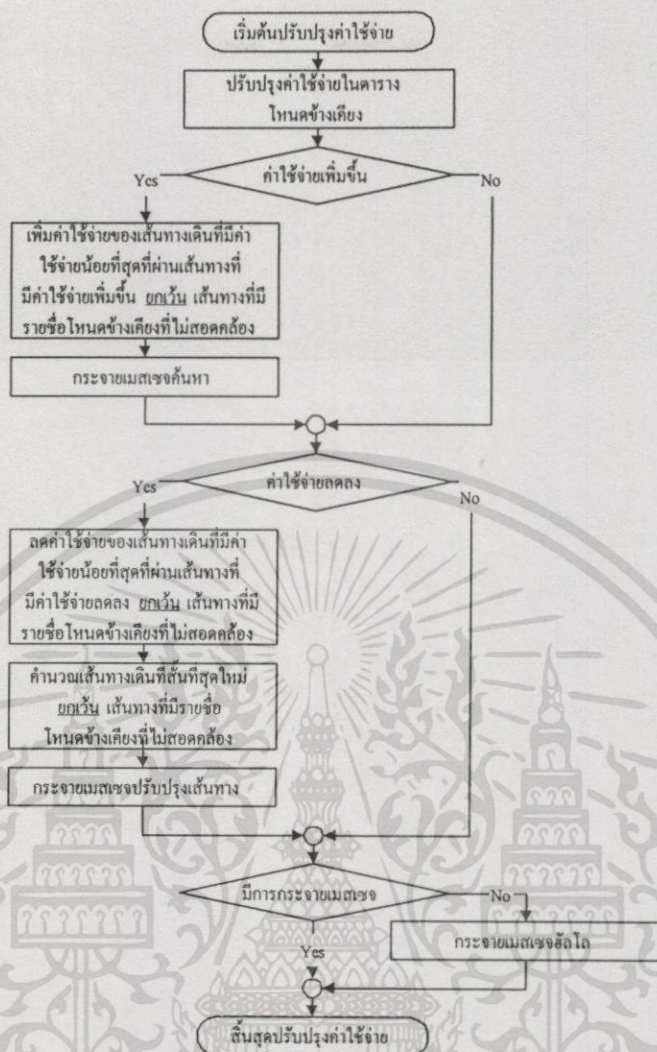 เริ่มต้นปรับปรุงค่าใช้จ่าย
ปรับปรุงค่าใช้จ่ายในตาราง
โหนดข้างเคียง
ค่าใช้จ่ายเพิ่มขึ้น
Yes
No
เพิ่มค่าใช้จ่ายของเส้นทางเดินที่มีค่า
ใช้จ่ายน้อยที่สุดที่ผ่านเส้นทางที่
มีค่าใช้จ่ายเพิ่มขึ้น ยกเว้น เส้นทางที่มี
รายชื่อโหนดข้างเคียงที่ไม่สอดคล้อง
กระจายเมสเซจค้นหา
ค่าใช้จ่ายลดลง
Yes
No
ลดค่าใช้จ่ายของเส้นทางเดินที่มีค่า
ใช้จ่ายน้อยที่สุดที่ผ่านเส้นทางที่
มีค่าใช้จ่ายลดลง ยกเว้น เส้นทางที่มี
รายชื่อโหนดข้างเคียงที่ไม่สอดคล้อง
คำนวณเส้นทางเดินที่สั้นที่สุดใหม่
ยกเว้น เส้นทางที่มีรายชื่อ
โหนดข้างเคียงที่ไม่สอดคล้อง
กระจายเมสเซจปรับปรุงเส้นทาง
มีการกระจายเมสเซจ
No
กระจายเมสเซจฮัลโล
Yes
สิ้นสุดปรับปรุงค่าใช้จ่าย